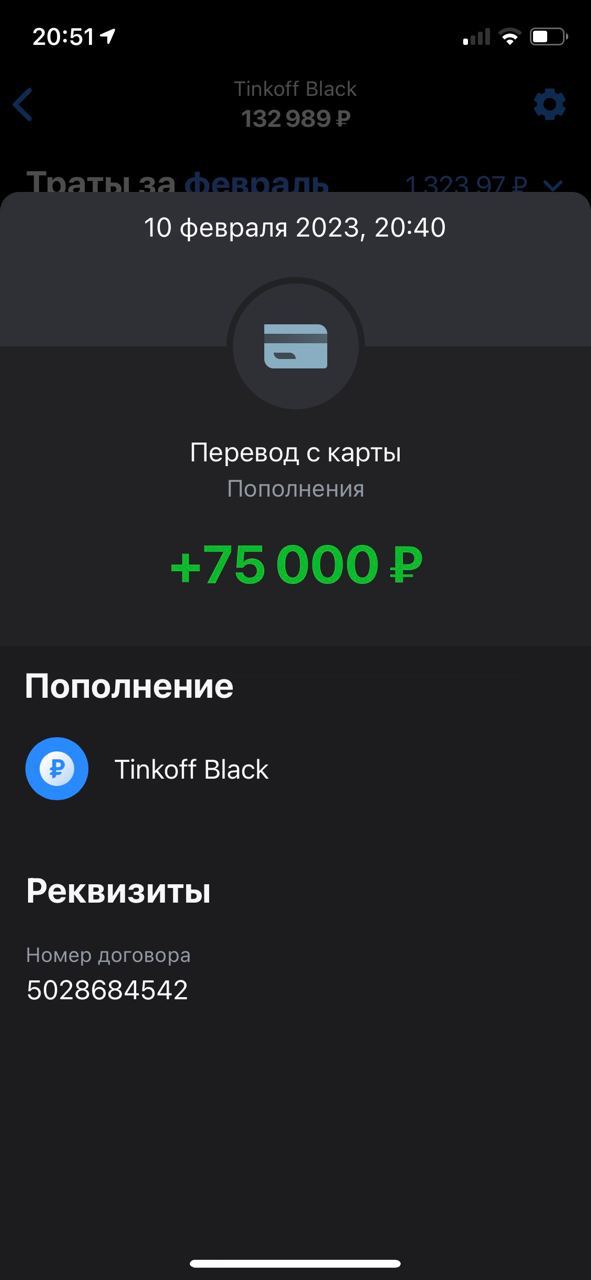 20:51
Tinkoff Black
132 989 ₽
Траты за февраль
1 323,97 ₽
10 февраля 2023, 20:40
Перевод с карты
Пополнения
+75 000 ₽
Пополнение
₽
Tinkoff Black
Реквизиты
Номер договора
5028684542